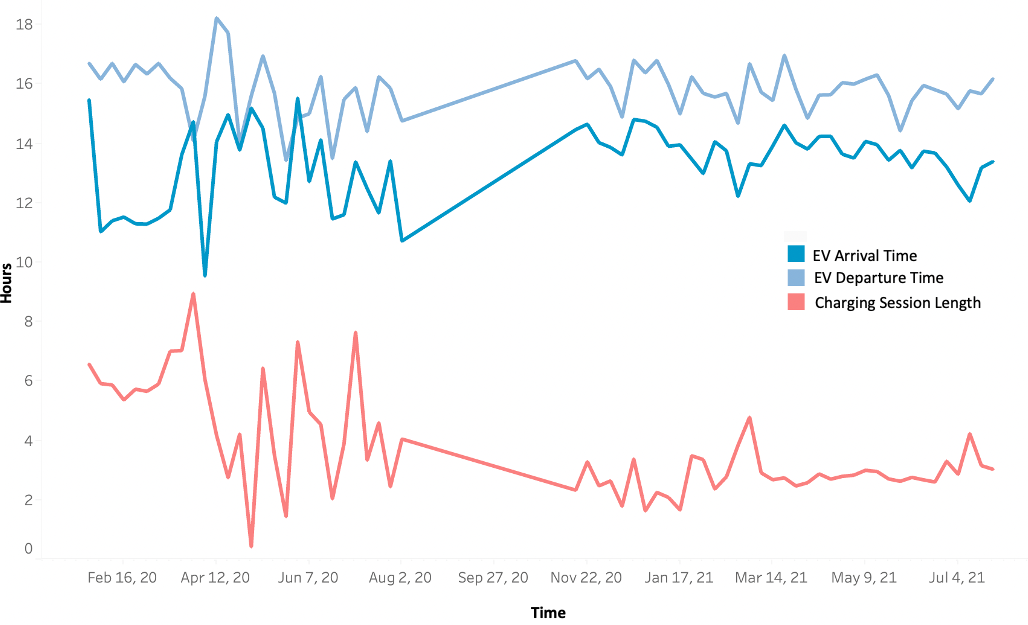 18
16
14
12
10
8
6
4
2
0
Hours
EV Arrival Time
EV Departure Time
Charging Session Length
Feb 16, 20 Apr 12, 20 Jun 7, 20 Aug 2, 20 Sep 27, 20 Nov 22, 20 Jan 17, 21 Mar 14, 21 May 9, 21 Jul 4, 21
Time